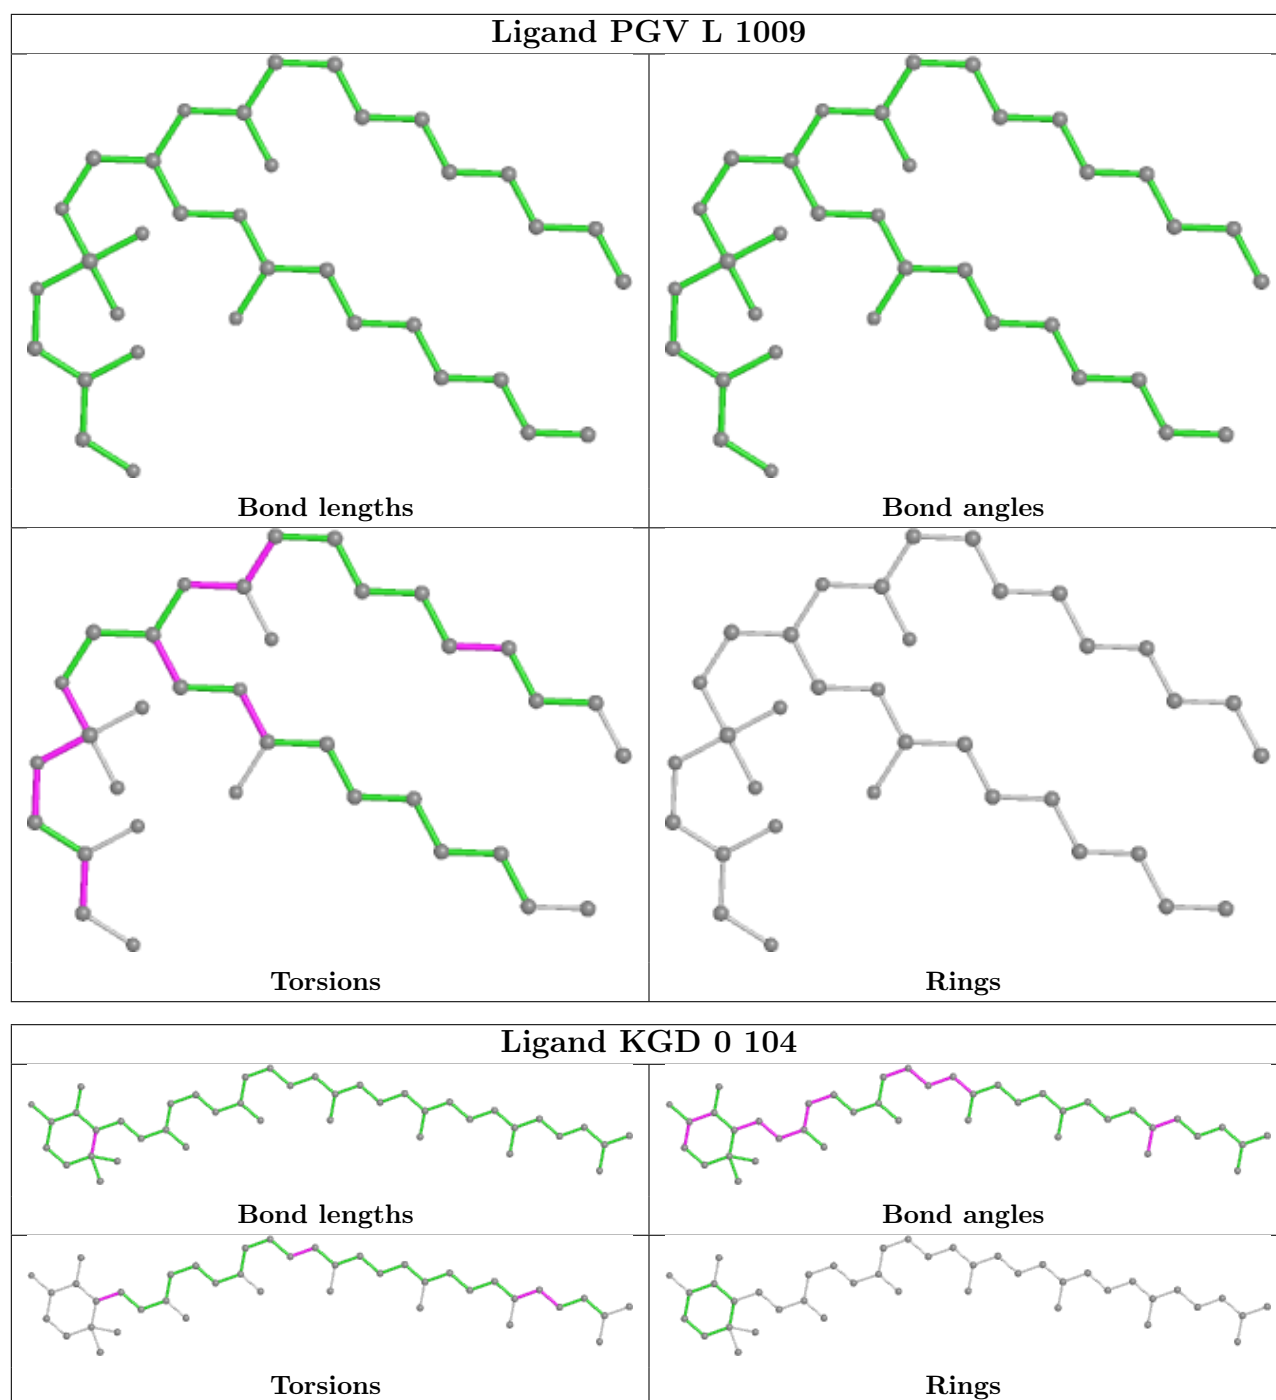 Ligand PGV L 1009
Bond lengths
Bond angles
Torsions
Rings
Ligand KGD 0 104
Bond lengths
Bond angles
Torsions
Rings